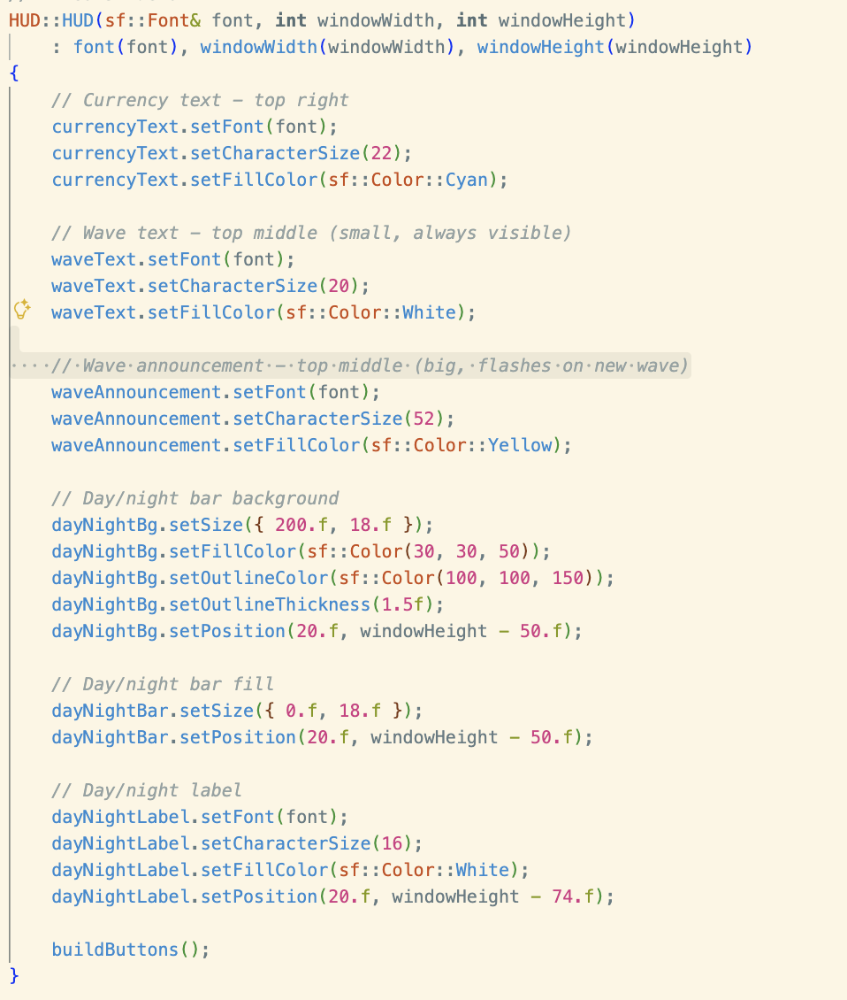 HUD::HUD(sf::Font& font, int windowWidth, int windowHeight)
    : font(font), windowWidth(windowWidth), windowHeight(windowHeight)
{
    // Currency text – top right
    currencyText.setFont(font);
    currencyText.setCharacterSize(22);
    currencyText.setFillColor(sf::Color::Cyan);

    // Wave text – top middle (small, always visible)
    waveText.setFont(font);
    waveText.setCharacterSize(20);
    waveText.setFillColor(sf::Color::White);

    // Wave announcement – top middle (big, flashes on new wave)
    waveAnnouncement.setFont(font);
    waveAnnouncement.setCharacterSize(52);
    waveAnnouncement.setFillColor(sf::Color::Yellow);

    // Day/night bar background
    dayNightBg.setSize({ 200.f, 18.f });
    dayNightBg.setFillColor(sf::Color(30, 30, 50));
    dayNightBg.setOutlineColor(sf::Color(100, 100, 150));
    dayNightBg.setOutlineThickness(1.5f);
    dayNightBg.setPosition(20.f, windowHeight - 50.f);

    // Day/night bar fill
    dayNightBar.setSize({ 0.f, 18.f });
    dayNightBar.setPosition(20.f, windowHeight - 50.f);

    // Day/night label
    dayNightLabel.setFont(font);
    dayNightLabel.setCharacterSize(16);
    dayNightLabel.setFillColor(sf::Color::White);
    dayNightLabel.setPosition(20.f, windowHeight - 74.f);

    buildButtons();
}